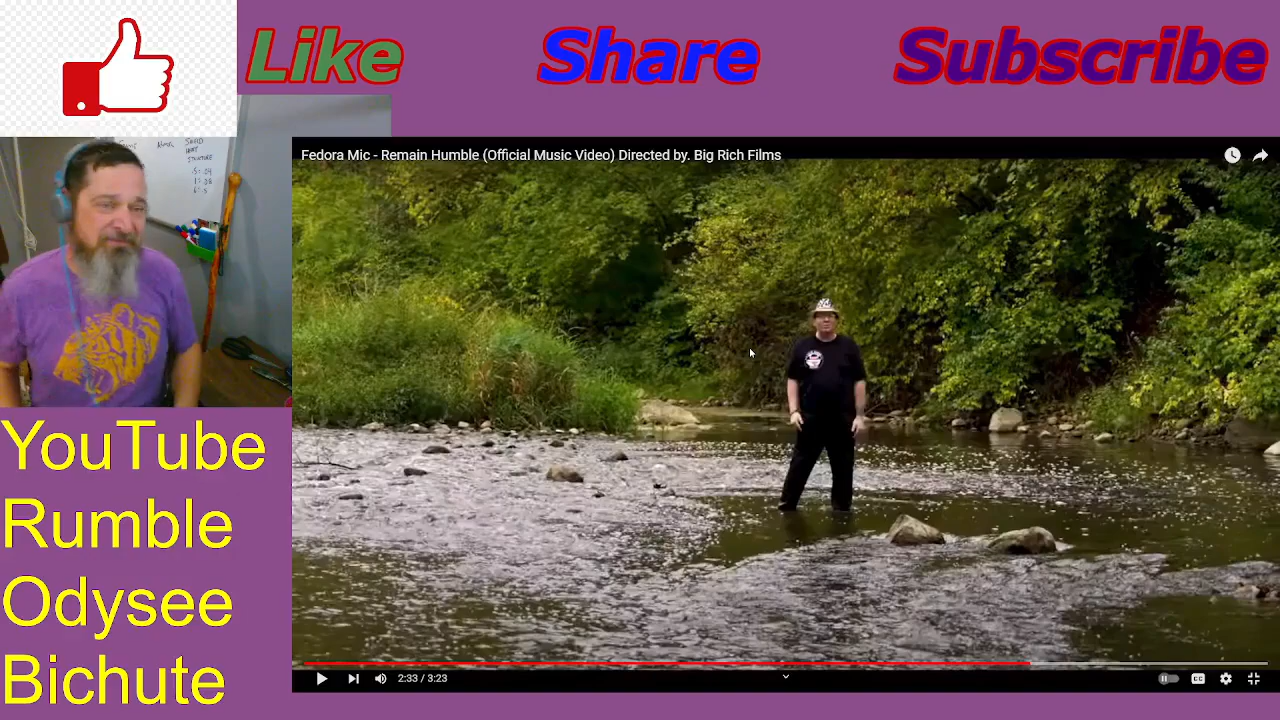 Like Share Subscribe
Fedora Mic - Remain Humble (Official Music Video) Directed by. Big Rich Films
YouTube
Rumble
Odysee
Bichute
2:33 / 3:23
CC